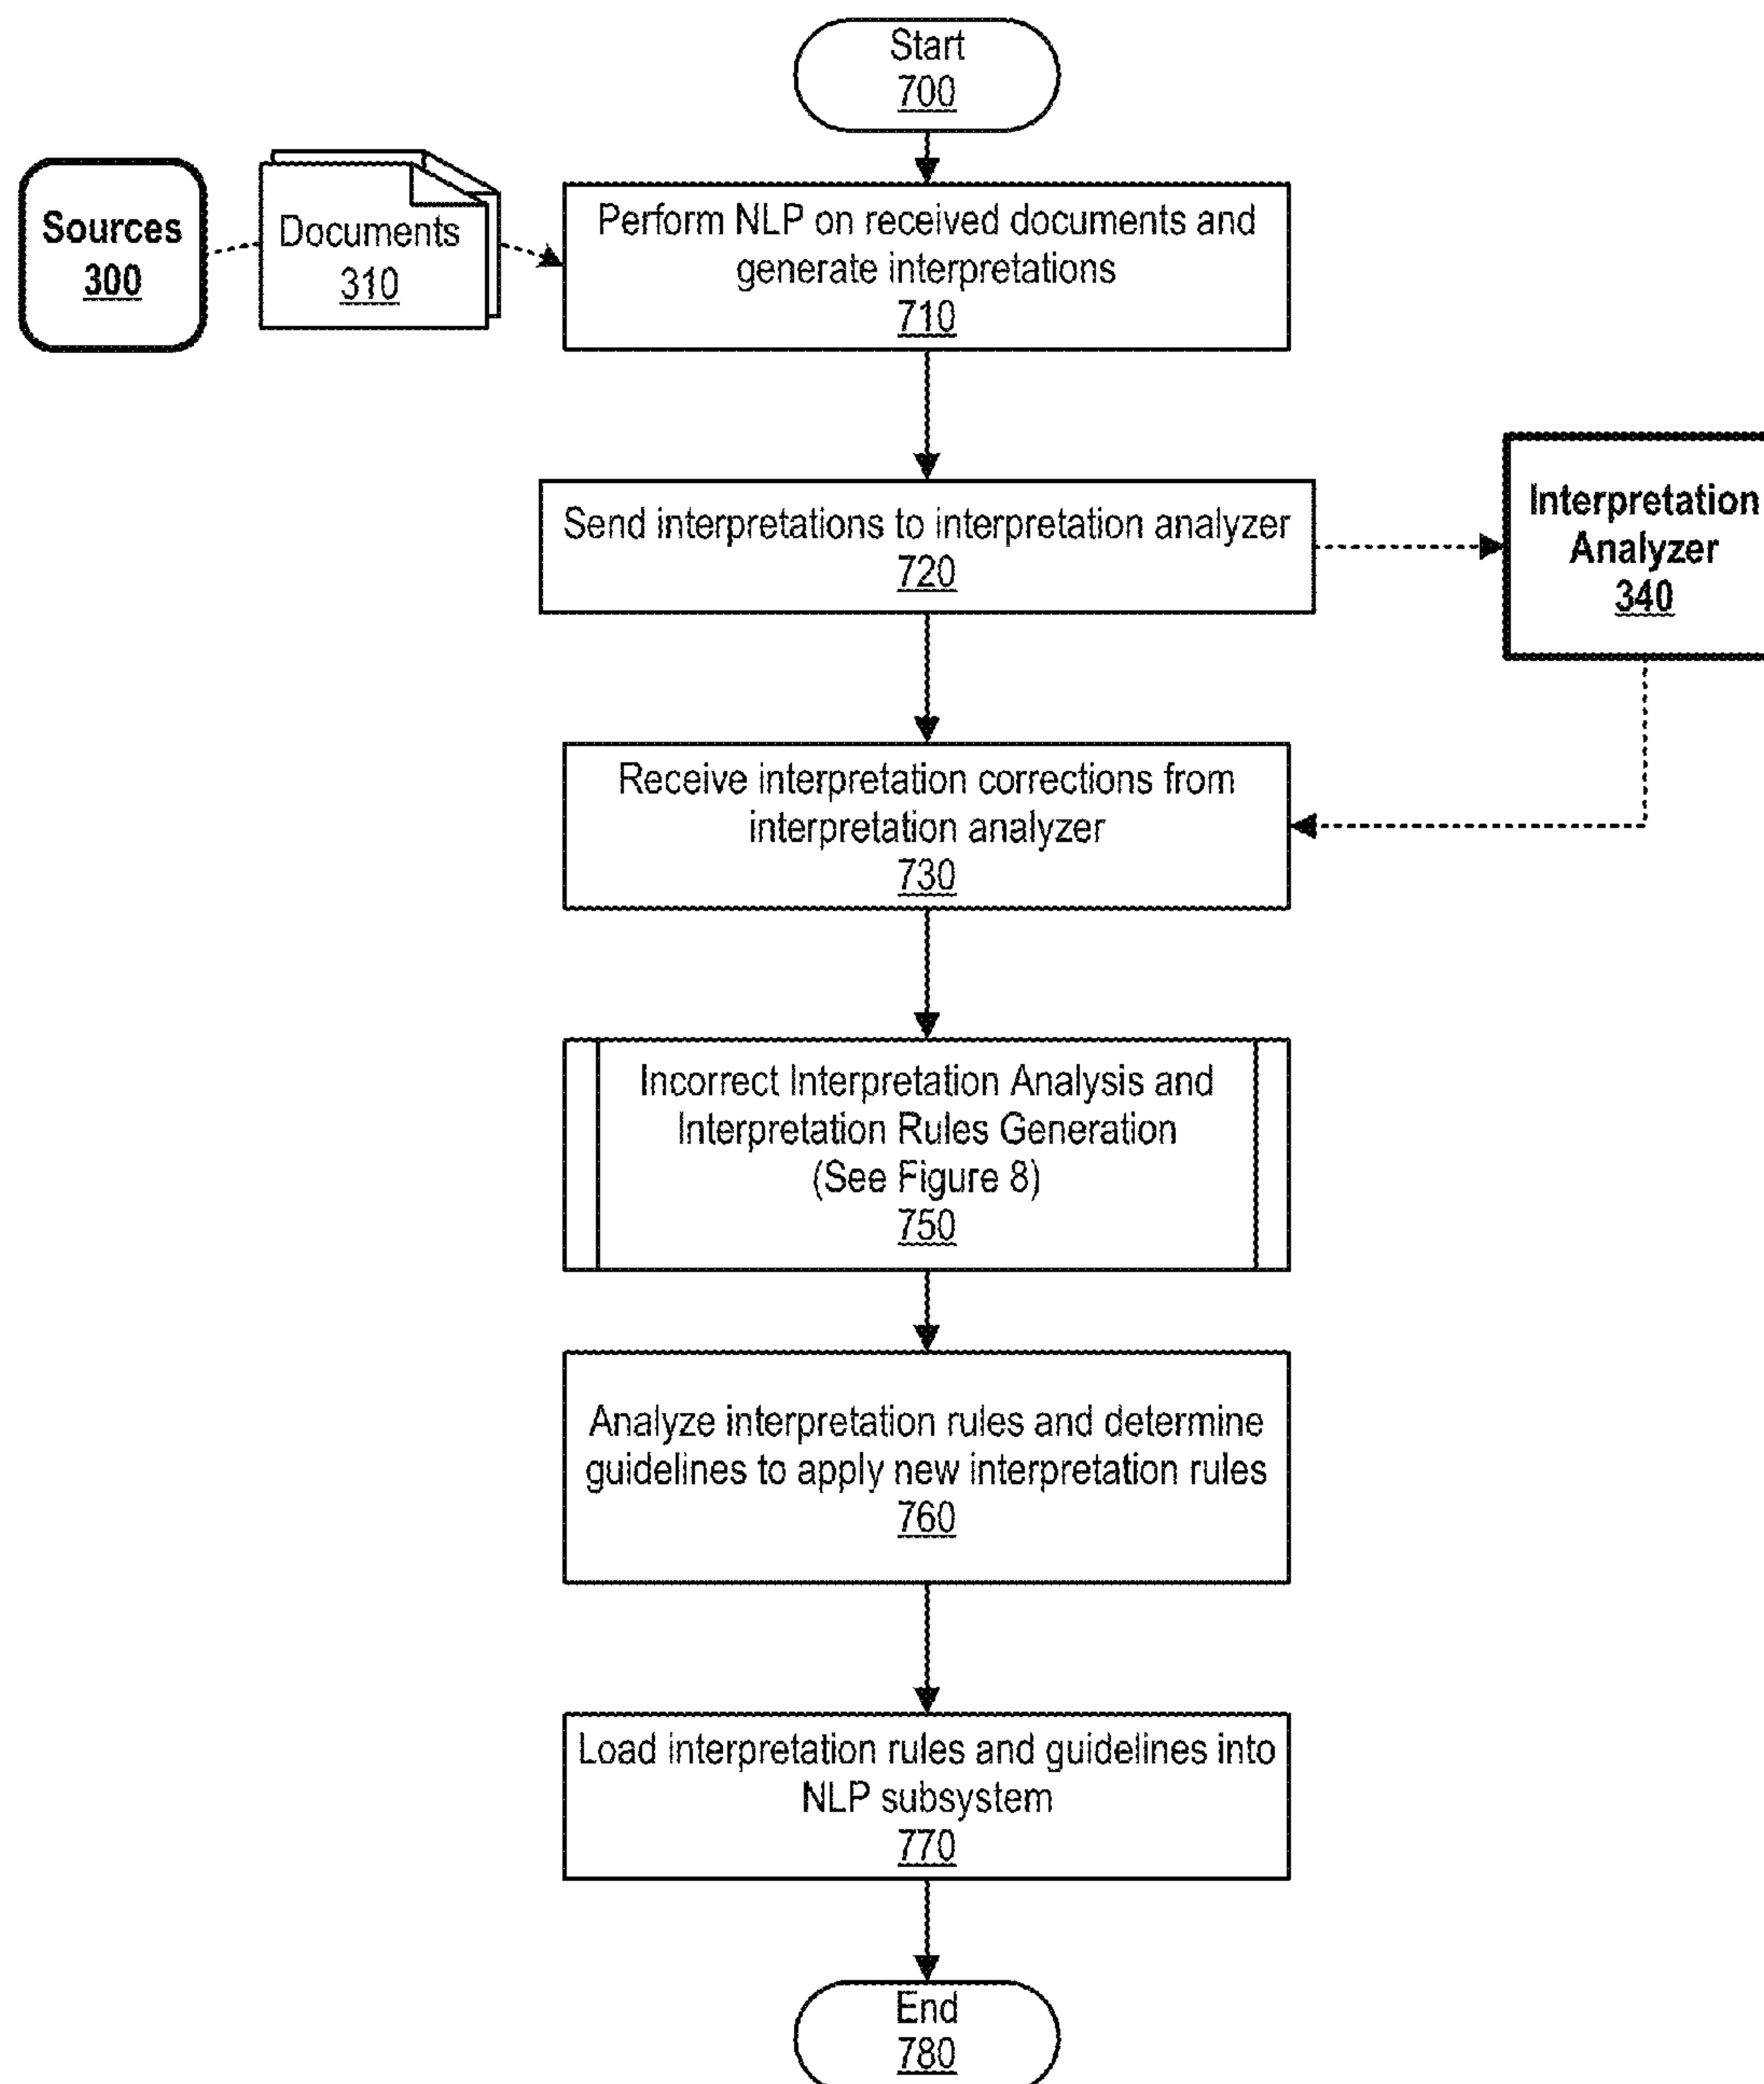 Start
700
Sources
300
Documents
310
Perform NLP on received documents and
generate interpretations
710
Send interpretations to interpretation analyzer
720
Interpretation
Analyzer
340
Receive interpretation corrections from
interpretation analyzer
730
Incorrect Interpretation Analysis and
Interpretation Rules Generation
(See Figure 8)
750
Analyze interpretation rules and determine
guidelines to apply new interpretation rules
760
Load interpretation rules and guidelines into
NLP subsystem
770
End
780